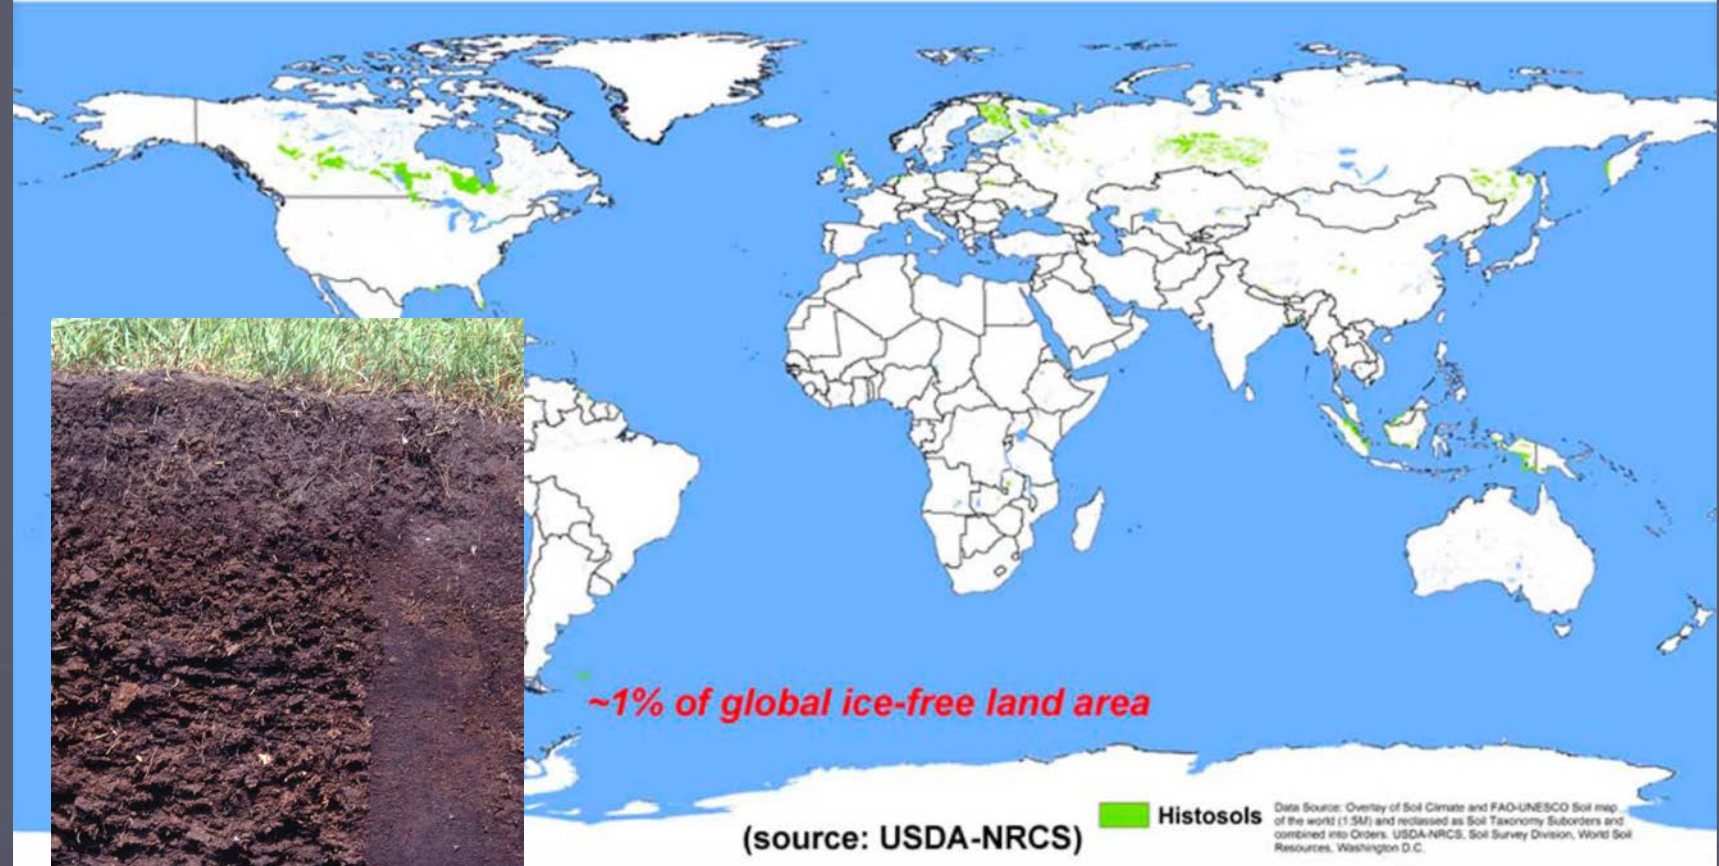 ~1% of global ice-free land area
(source: USDA-NRCS)
Histosols
Data Source: Overlay of Soil Climate and FAO-UNESCO Soil map
of the world (1:5M) and reclassed as Soil Taxonomy Suborders and
combined into Orders. USDA-NRCS, Soil Survey Division, World Soil
Resources, Washington D.C.